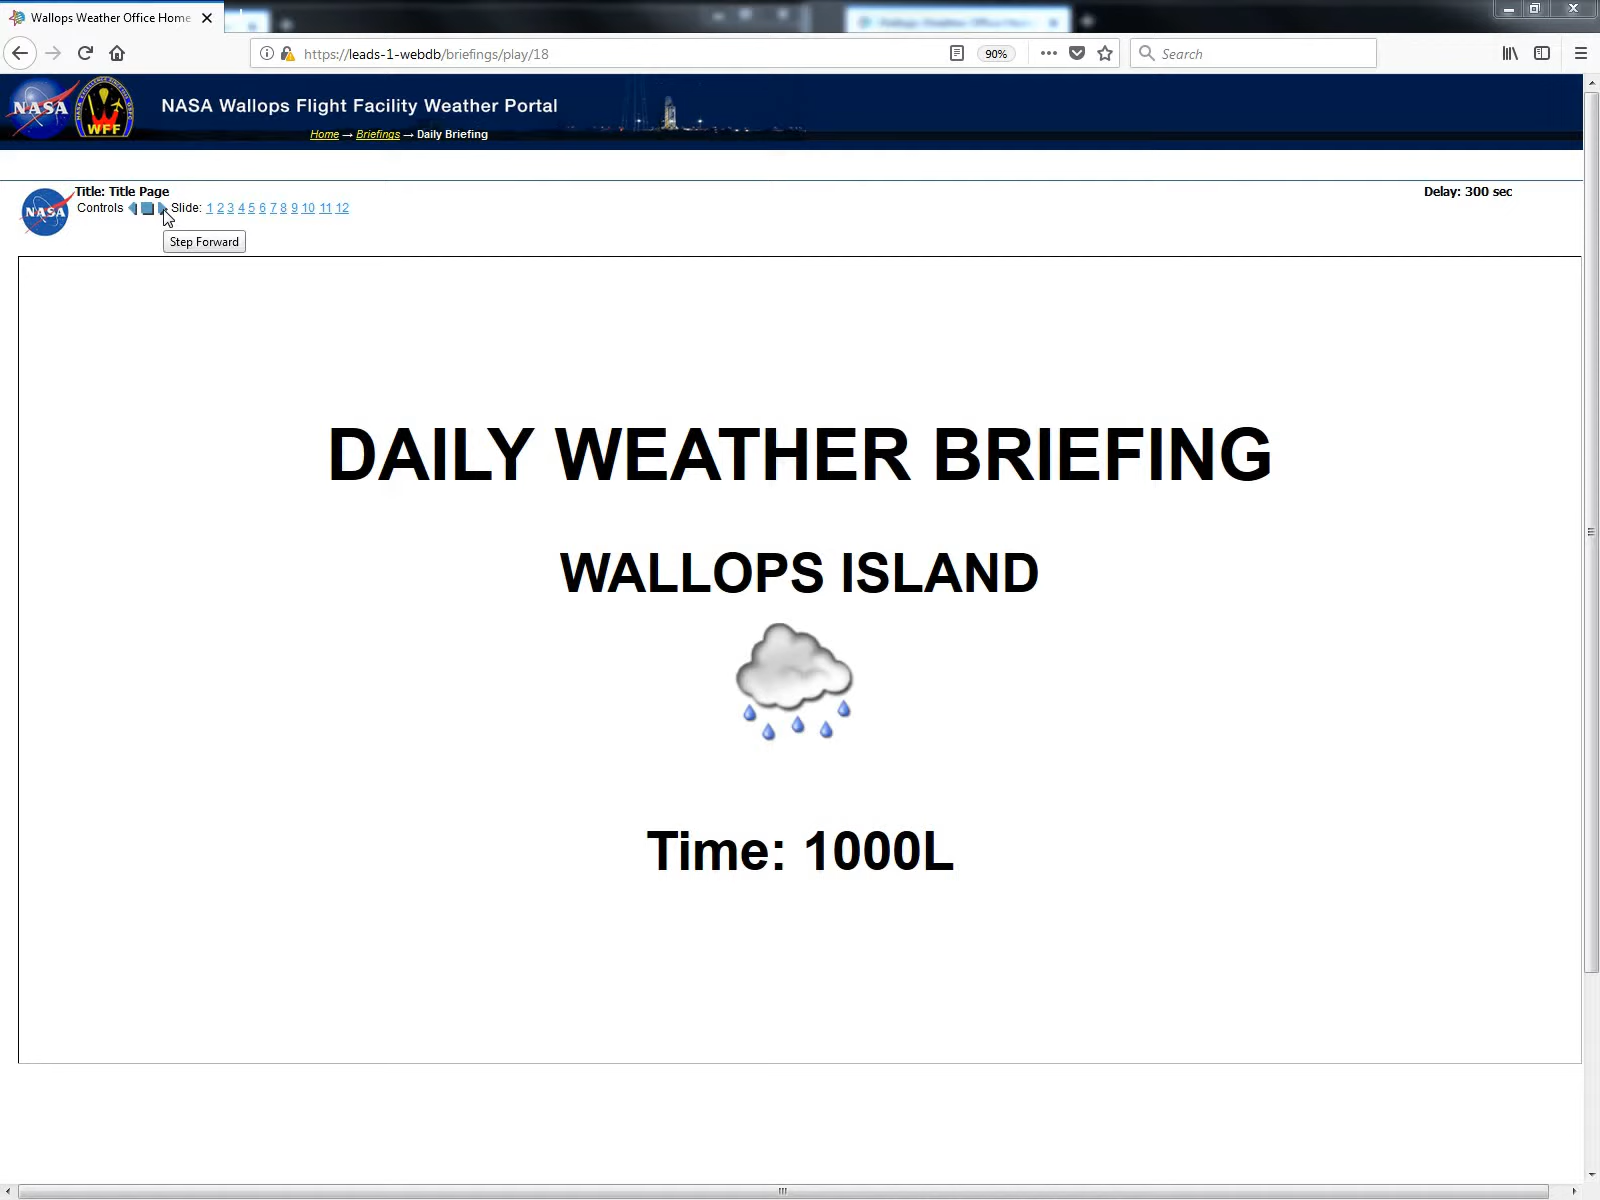 Wallops Weather Office Home
https://leads-1-webdb/briefings/play/18
90%
Search
NASA
WFF
NASA Wallops Flight Facility Weather Portal
Home → Briefings → Daily Briefing
NASA
Title: Title Page
Delay: 300 sec
Controls Slide: 1 2 3 4 5 6 7 8 9 10 11 12
Step Forward
DAILY WEATHER BRIEFING
WALLOPS ISLAND
Time: 1000L